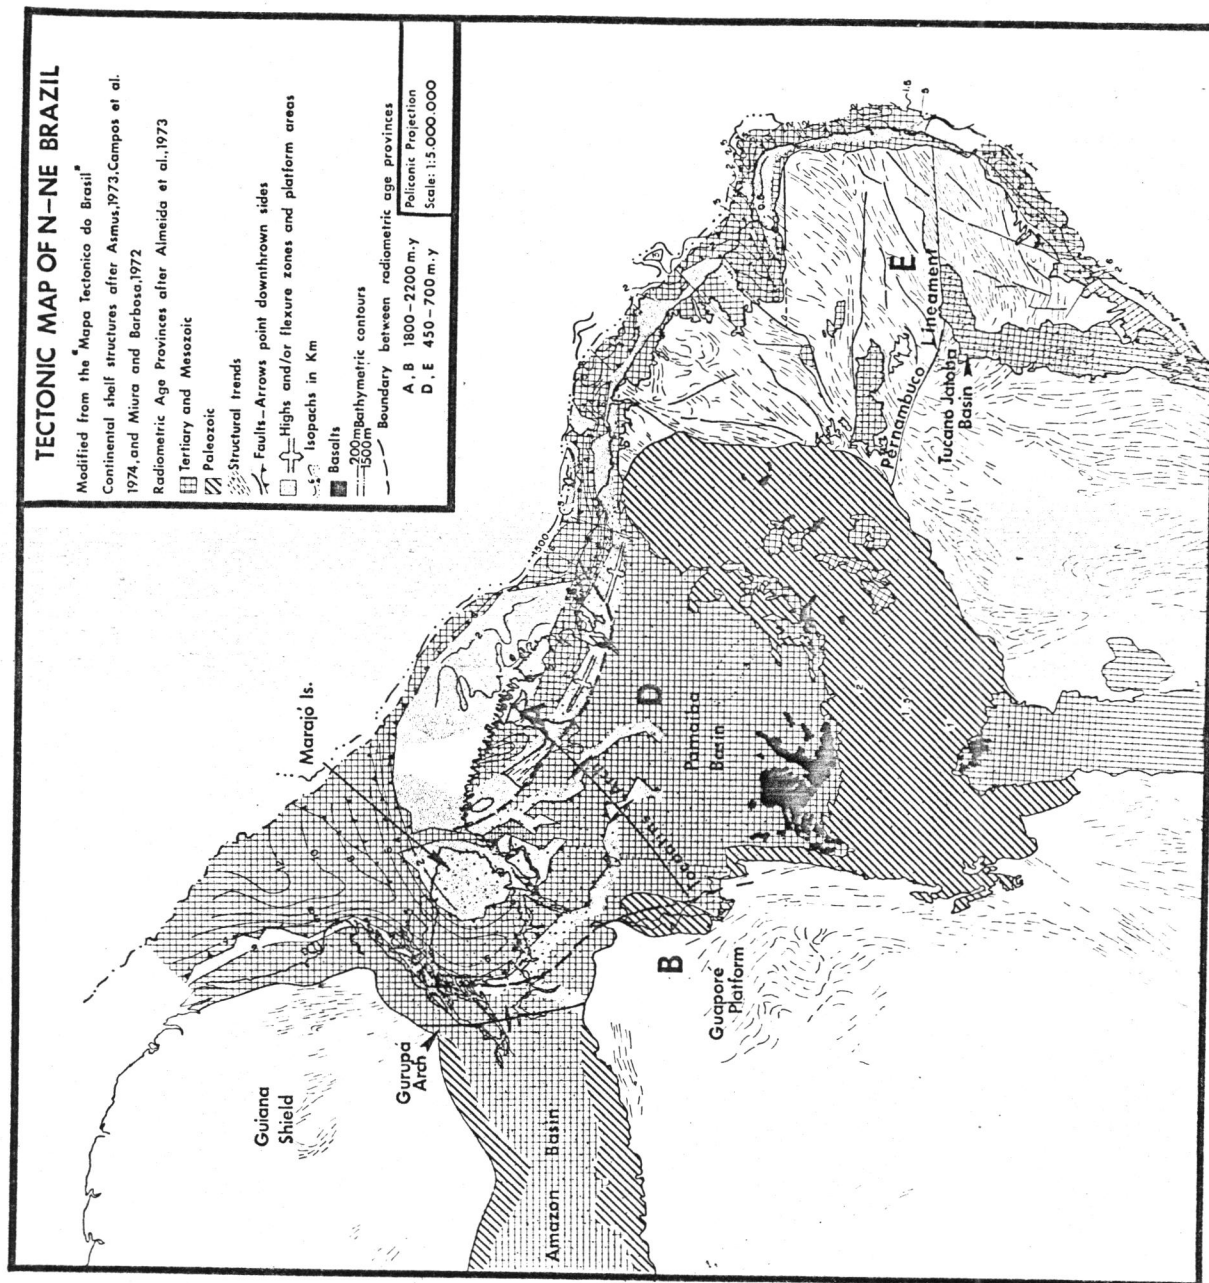 TECTONIC MAP OF N–NE BRAZIL
Modified from the "Mapa Tectonico do Brasil"
Continental shelf structures after Asmus,1973,Campos et al.
1974,and Miura and Barbosa,1972
Radiometric Age Provinces after Almeida et al.,1973
Tertiary and Mesozoic
Paleozoic
Structural trends
Faults–Arrows point downthrown sides
Highs and/or flexure zones and platform areas
Isopachs in Km
Basalts
200m
1500m
Bathymetric contours
Boundary between radiometric age provinces
A, B 1800–2200 m.y
D, E 450–700 m.y
Policonic Projection
Scale: 1:5.000.000
Marajó Is.
Guiana
Shield
Gurupá
Arch
Amazon Basin
B
Guapore
Platform
Tocantins Arch
A
D
Parnaiba
Basin
1500
E
Pernambuco Lineament
Tucano Jatoba
Basin